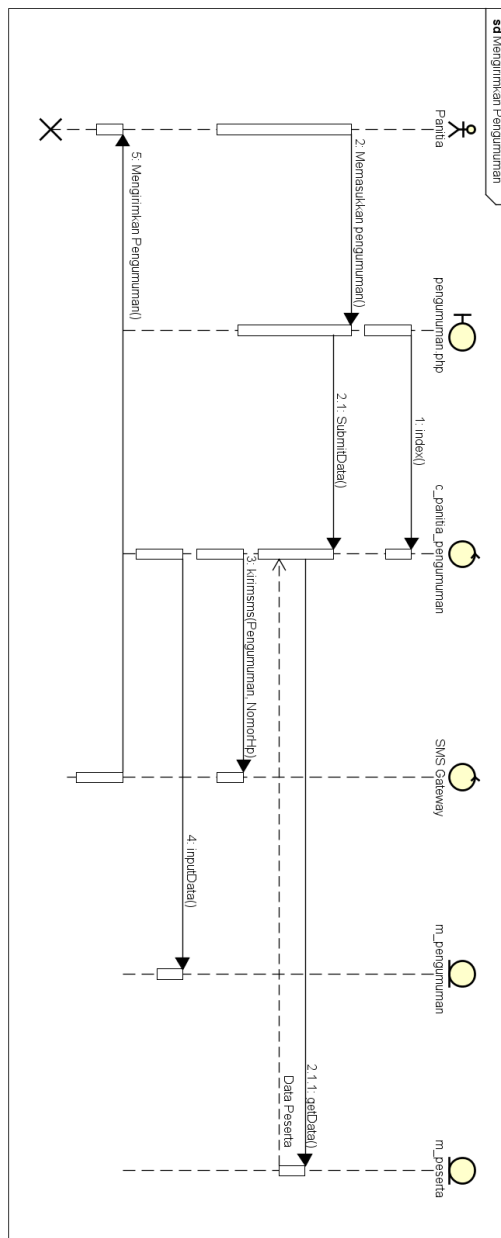 sd Mengirimkan Pengumuman
Panitia
pengumuman.php
c_panitia_pengumuman
SMS Gateway
m_pengumuman
m_peserta
1: index()
2: Memasukkan pengumuman()
2.1: SubmitData()
2.1.1: getData()
Data Peserta
3: kirimsms(Pengumuman, NomorHp)
4: inputData()
5: Mengirimkan Pengumuman()